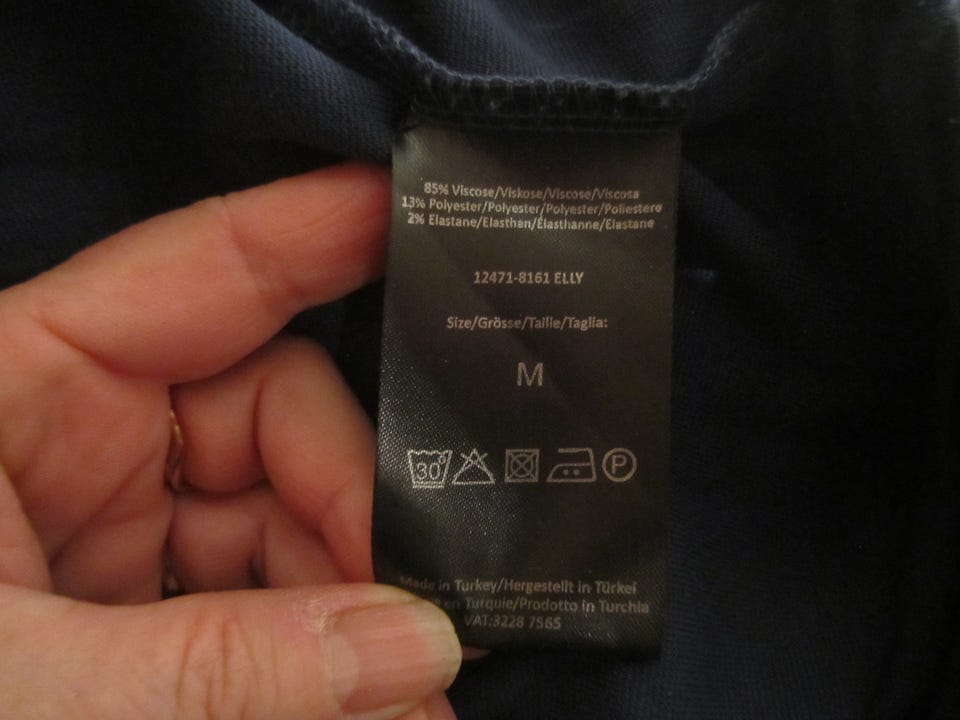 85% Viscose/Viskose/Viscose/Viscosa
13% Polyester/Polyester/Polyester/Poliestere
2% Elastane/Elasthan/Élasthanne/Elastane
12471-8161 ELLY
Size/Grösse/Taille/Taglia:
M
30° P
Made in Turkey/Hergestellt in Türkei
en Turquie/Prodotto in Turchia
VAT:3228 7565